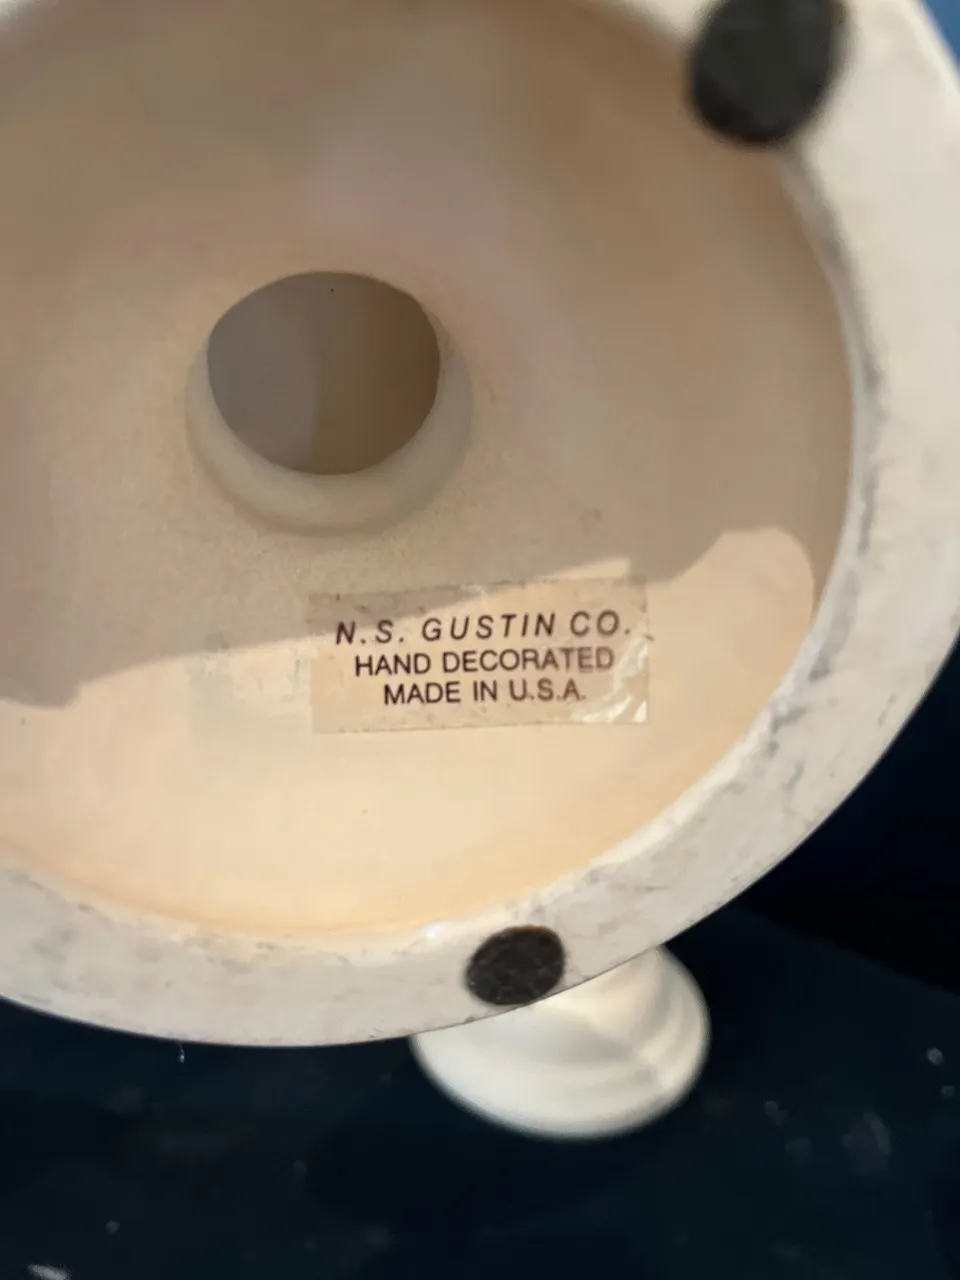 N.S. GUSTIN CO.
HAND DECORATED
MADE IN U.S.A.